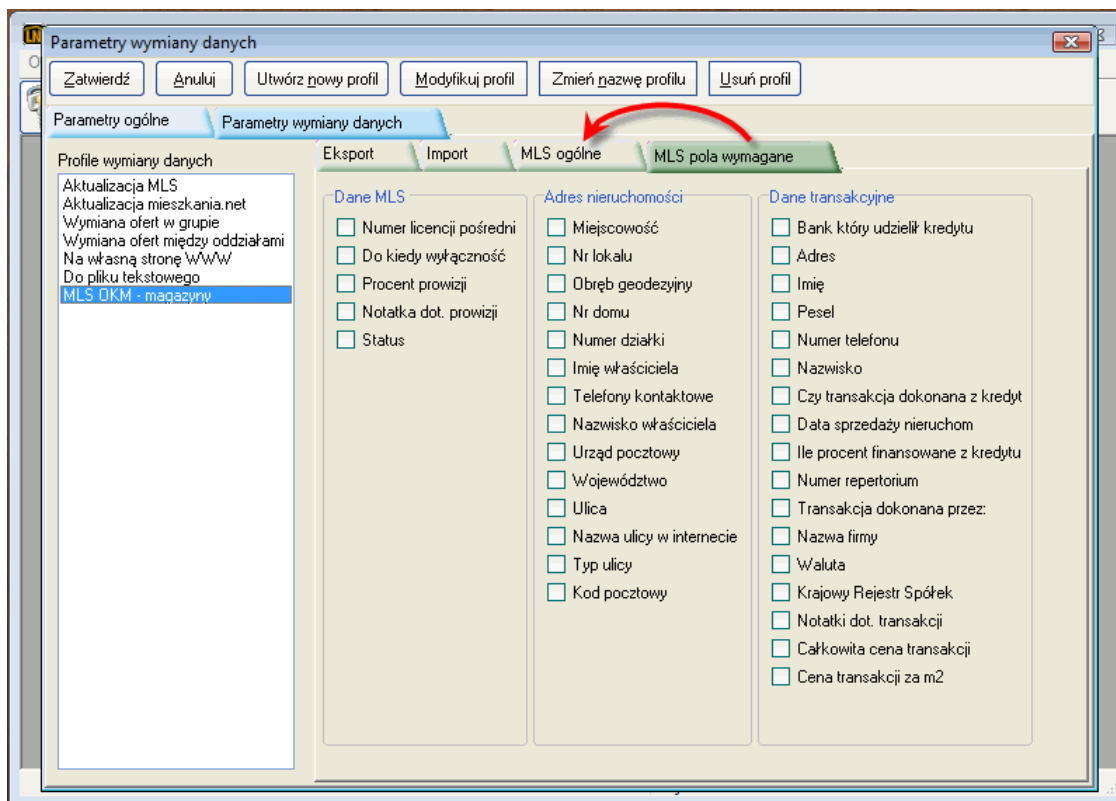 Parametry wymiany danych
Zatwierdź Anuluj Utwórz nowy profil Modyfikuj profil Zmień nazwę profilu Usuń profil
Parametry ogólne Parametry wymiany danych
Profile wymiany danych
Aktualizacja MLS
Aktualizacja mieszkania.net
Wymiana ofert w grupie
Wymiana ofert między oddziałami
Na własną stronę WWW
Do pliku tekstowego
MLS OKM - magazyny
Eksport Import MLS ogólne MLS pola wymagane
Dane MLS
Numer licencji pośredni
Do kiedy wyłączność
Procent prowizji
Notatka dot. prowizji
Status
Adres nieruchomości
Miejscowość
Nr lokalu
Obręb geodezyjny
Nr domu
Numer działki
Imię właściciela
Telefony kontaktowe
Nazwisko właściciela
Urząd pocztowy
Województwo
Ulica
Nazwa ulicy w internecie
Typ ulicy
Kod pocztowy
Dane transakcyjne
Bank który udzielił kredytu
Adres
Imię
Pesel
Numer telefonu
Nazwisko
Czy transakcja dokonana z kredyt
Data sprzedaży nieruchom
Ile procent finansowane z kredytu
Numer repertorium
Transakcja dokonana przez:
Nazwa firmy
Waluta
Krajowy Rejestr Spółek
Notatki dot. transakcji
Całkowita cena transakcji
Cena transakcji za m2